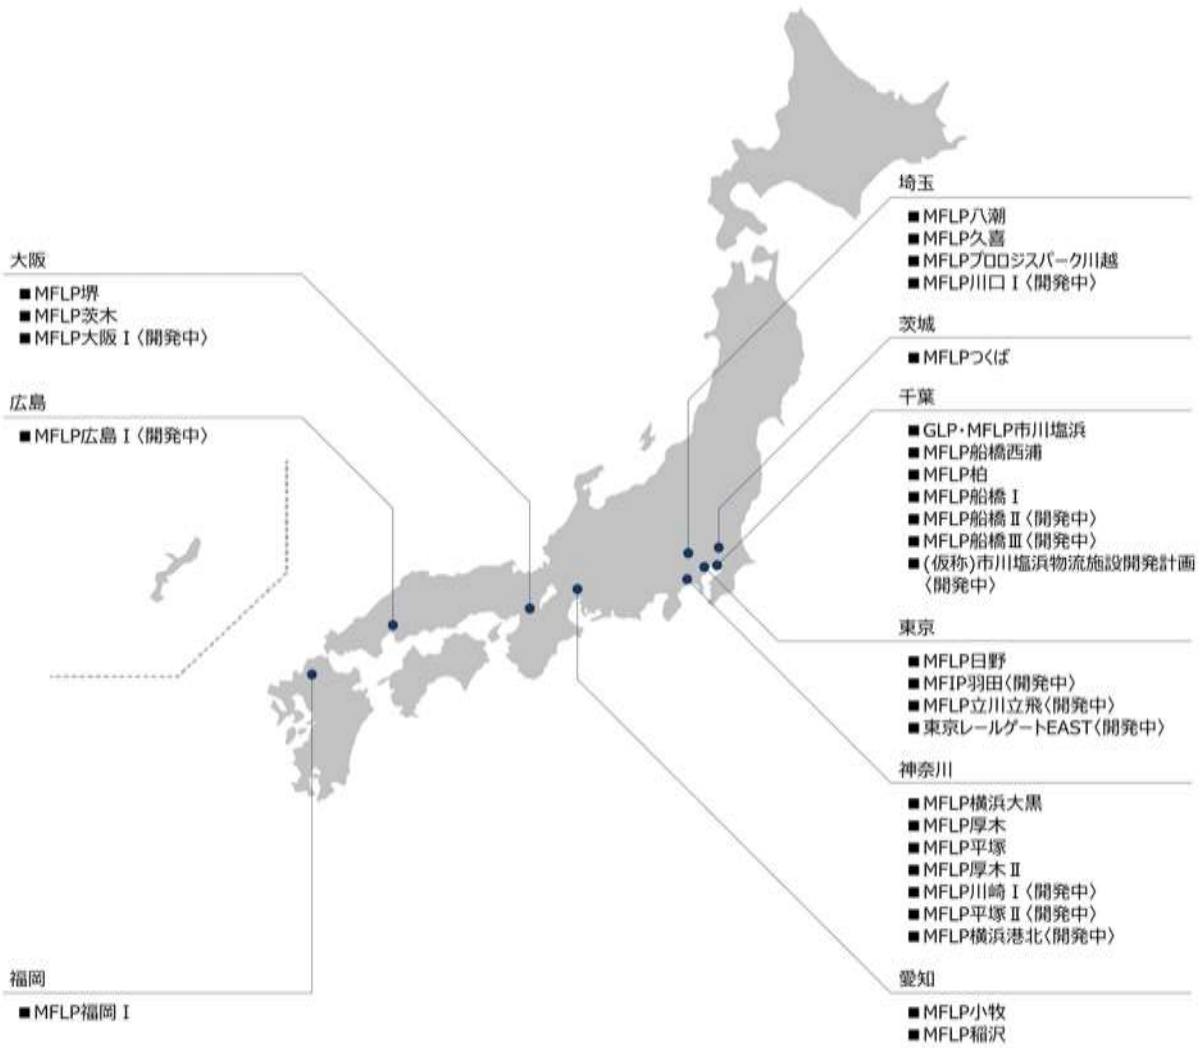 大阪
■MFLP堺
■MFLP茨木
■MFLP大阪Ⅰ〈開発中〉
広島
■MFLP広島Ⅰ〈開発中〉
福岡
■MFLP福岡Ⅰ
埼玉
■MFLP八潮
■MFLP久喜
■MFLPプロロジスパーク川越
■MFLP川口Ⅰ〈開発中〉
茨城
■MFLPつくば
千葉
■GLP・MFLP市川塩浜
■MFLP船橋西浦
■MFLP柏
■MFLP船橋Ⅰ
■MFLP船橋Ⅱ〈開発中〉
■MFLP船橋Ⅲ〈開発中〉
■(仮称)市川塩浜物流施設開発計画
〈開発中〉
東京
■MFLP日野
■MFIP羽田〈開発中〉
■MFLP立川立飛〈開発中〉
■東京レールゲートEAST〈開発中〉
神奈川
■MFLP横浜大黒
■MFLP厚木
■MFLP平塚
■MFLP厚木Ⅱ
■MFLP川崎Ⅰ〈開発中〉
■MFLP平塚Ⅱ〈開発中〉
■MFLP横浜港北〈開発中〉
愛知
■MFLP小牧
■MFLP稲沢